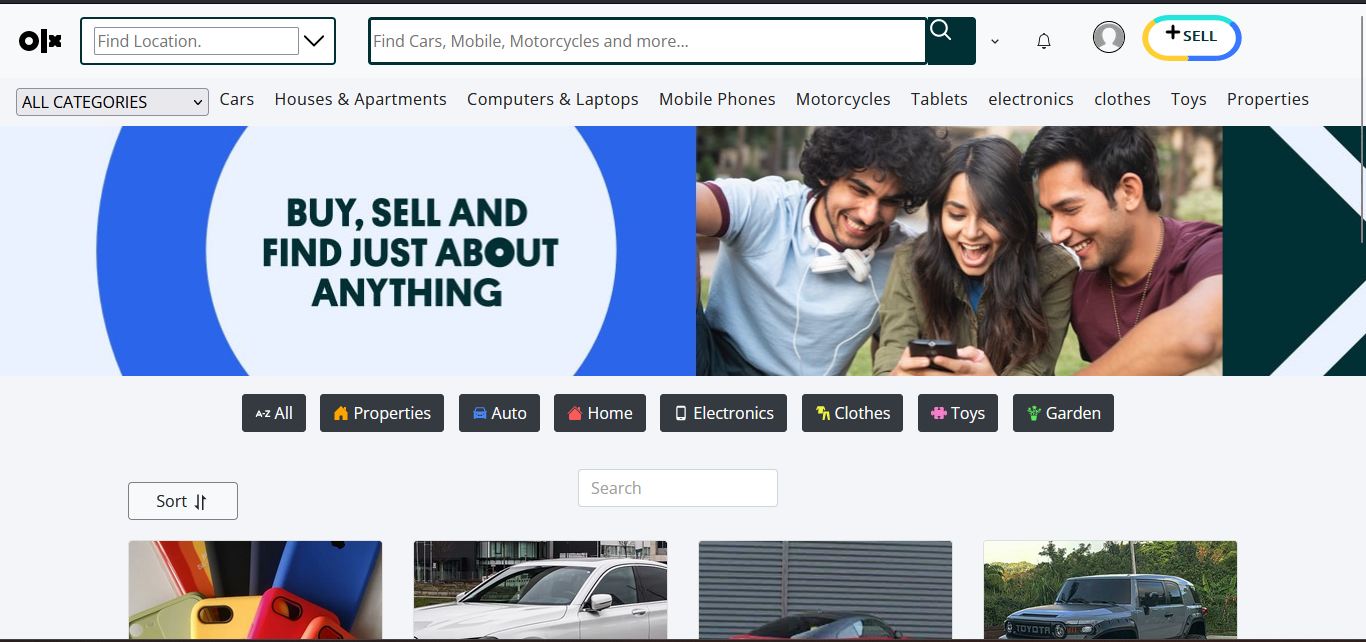 olx
Find Location.
Find Cars, Mobile, Motorcycles and more...
+SELL
ALL CATEGORIES
Cars
Houses & Apartments
Computers & Laptops
Mobile Phones
Motorcycles
Tablets
electronics
clothes
Toys
Properties
BUY, SELL AND
FIND JUST ABOUT
ANYTHING
A-Z All
Properties
Auto
Home
Electronics
Clothes
Toys
Garden
Sort
Search
TOYOTA